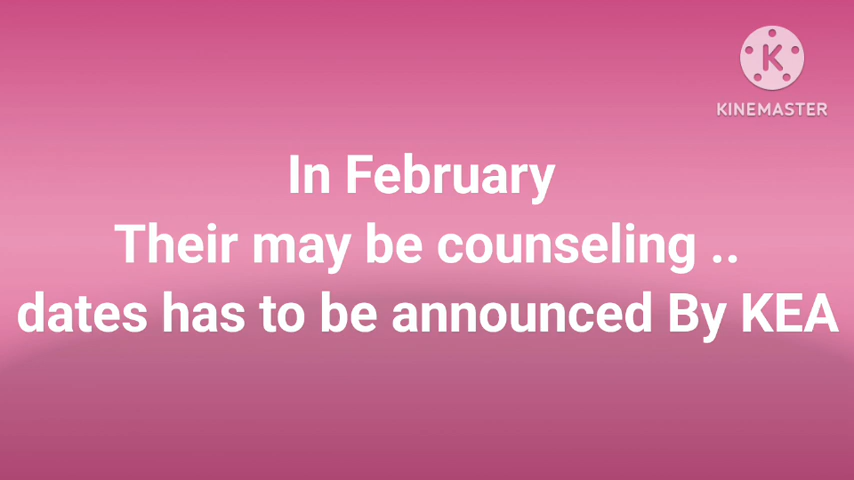 K
KINEMASTER
In February
Their may be counseling ..
dates has to be announced By KEA